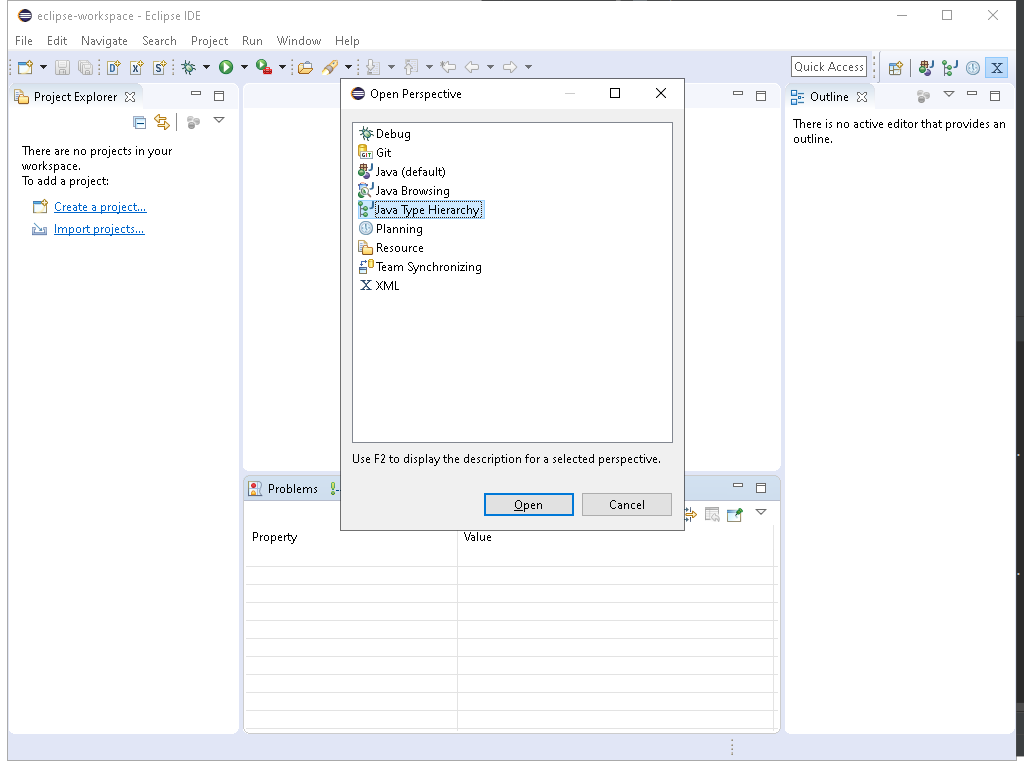 eclipse-workspace - Eclipse IDE
File Edit Navigate Search Project Run Window Help
Quick Access
Project Explorer
There are no projects in your
workspace.
To add a project:
Create a project...
Import projects...
Open Perspective
Debug
Git
Java (default)
Java Browsing
Java Type Hierarchy
Planning
Resource
Team Synchronizing
XML
Use F2 to display the description for a selected perspective.
Open Cancel
Outline
There is no active editor that provides an
outline.
Problems
Property Value